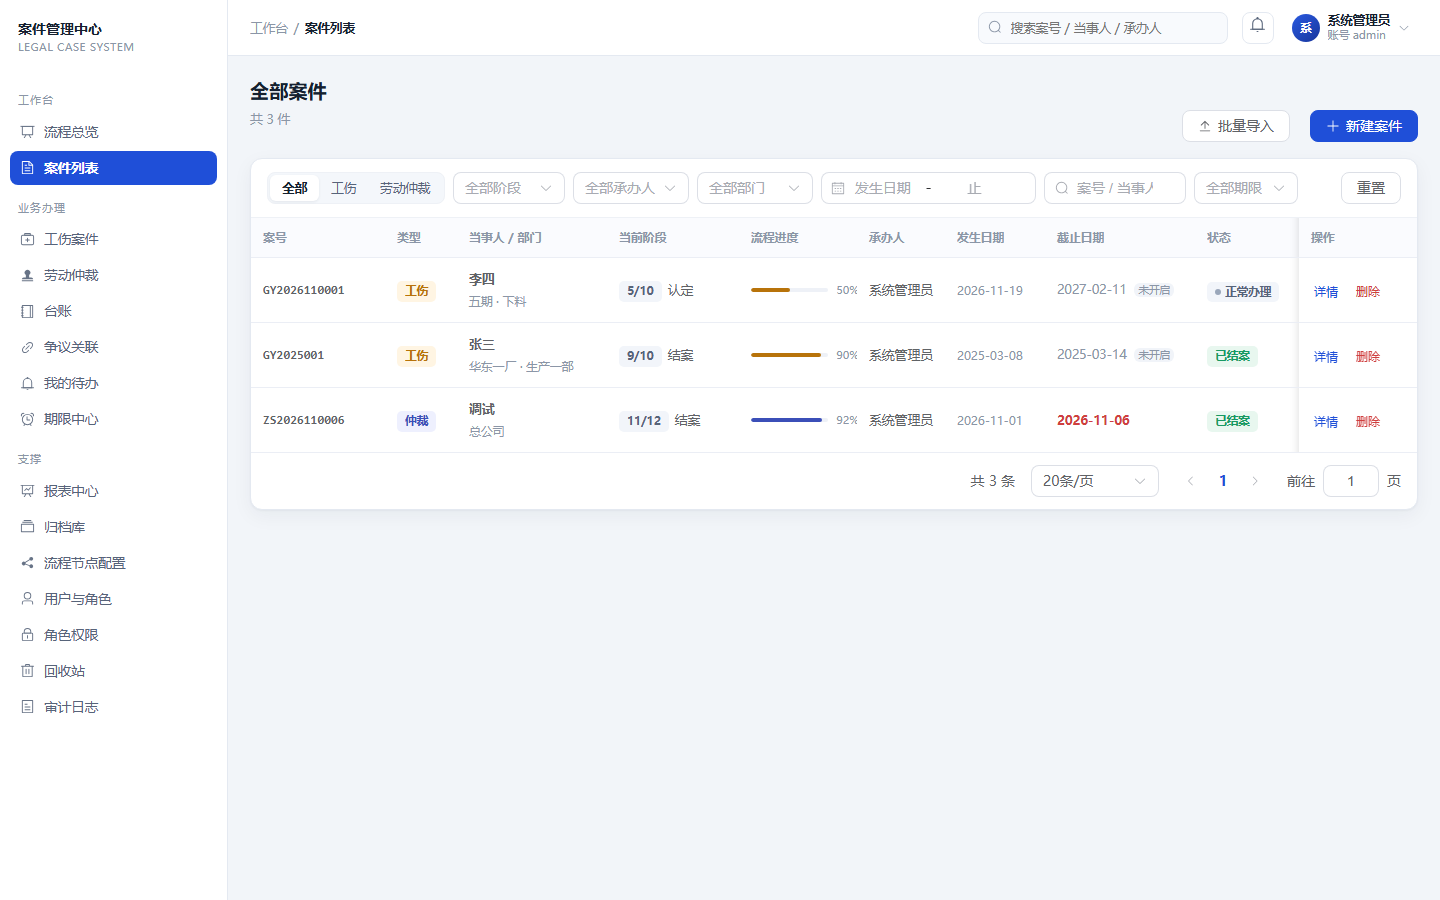 案件管理中心
LEGAL CASE SYSTEM
工作台
流程总览
案件列表
业务办理
工伤案件
劳动仲裁
台账
争议关联
我的待办
期限中心
支撑
报表中心
归档库
流程节点配置
用户与角色
角色权限
回收站
审计日志
工作台 / 案件列表
搜索案号 / 当事人 / 承办人
系
系统管理员
账号 admin
全部案件
共 3 件
批量导入
新建案件
全部 工伤 劳动仲裁 全部阶段 全部承办人 全部部门 发生日期 - 止 案号 / 当事人 全部期限 重置
案号 类型 当事人 / 部门 当前阶段 流程进度 承办人 发生日期 截止日期 状态 操作
GY2026110001 工伤 李四 五期 · 下料 5/10 认定 50% 系统管理员 2026-11-19 2027-02-11 未开启 正常办理 详情 删除
GY2025001 工伤 张三 华东一厂 · 生产一部 9/10 结案 90% 系统管理员 2025-03-08 2025-03-14 未开启 已结案 详情 删除
ZS2026110006 仲裁 调试 总公司 11/12 结案 92% 系统管理员 2026-11-01 2026-11-06 已结案 详情 删除
共 3 条 20条/页 1 前往 1 页